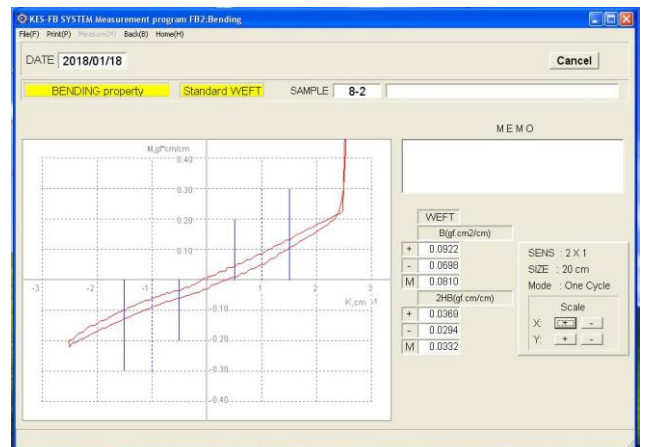 KES-FB SYSTEM Measurement program FB2:Bending
File(F) Print(P) Measure(M) Back(B) Home(H)
DATE 2018/01/18 Cancel
BENDING property Standard WEFT SAMPLE 8-2
MEMO
M,gf*cm/cm
0.40
0.30
0.20
0.10
-3 -2 -1 1 2 3
K,cm -1
-0.10
-0.20
-0.30
-0.40
WEFT
B(gf.cm2/cm)
+ 0.0922
- 0.0698
M 0.0810
2HB(gf.cm/cm)
+ 0.0369
- 0.0294
M 0.0332
SENS : 2 X 1
SIZE : 20 cm
Mode : One Cycle
Scale
X: + -
Y: + -